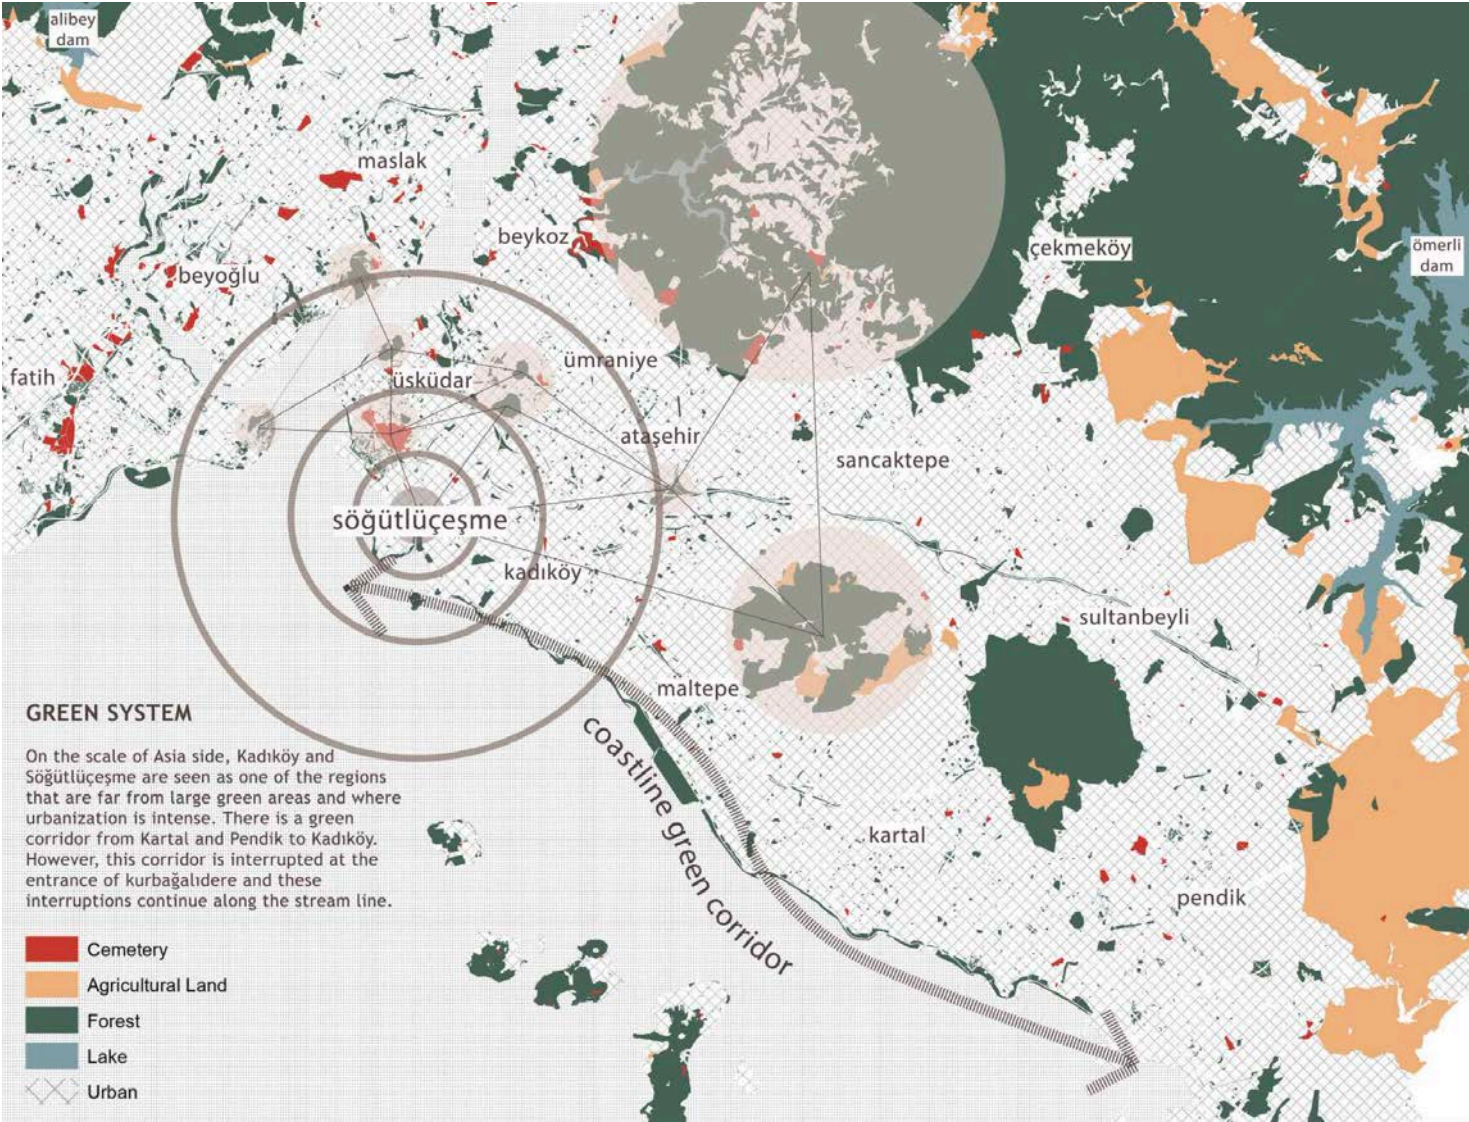 alibey
dam
maslak
beykoz
çekmeköy
ömerli
dam
beyoğlu
fatih
üsküdar
ümraniye
ataşehir
sancaktepe
söğütlüçeşme
kadıköy
sultanbeyli
maltepe
coastline green corridor
kartal
pendik
GREEN SYSTEM
On the scale of Asia side, Kadıköy and
Söğütlüçeşme are seen as one of the regions
that are far from large green areas and where
urbanization is intense. There is a green
corridor from Kartal and Pendik to Kadıköy.
However, this corridor is interrupted at the
entrance of kurbağalıdere and these
interruptions continue along the stream line.
Cemetery
Agricultural Land
Forest
Lake
Urban